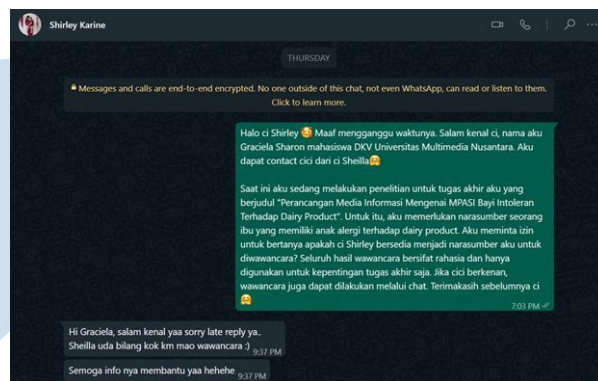 Shirley Karine
THURSDAY
Messages and calls are end-to-end encrypted. No one outside of this chat, not even WhatsApp, can read or listen to them.
Click to learn more.
Halo ci Shirley 🥰 Maaf mengganggu waktunya. Salam kenal ci, nama aku
Graciela Sharon mahasiswa DKV Universitas Multimedia Nusantara. Aku
dapat contact cici dari ci Sheilla🤗
Saat ini aku sedang melakukan penelitian untuk tugas akhir aku yang
berjudul "Perancangan Media Informasi Mengenai MPASI Bayi Intoleran
Terhadap Dairy Product". Untuk itu, aku memerlukan narasumber seorang
ibu yang memiliki anak alergi terhadap dairy product. Aku meminta izin
untuk bertanya apakah ci Shirley bersedia menjadi narasumber aku untuk
diwawancara? Seluruh hasil wawancara bersifat rahasia dan hanya
digunakan untuk kepentingan tugas akhir saja. Jika cici berkenan,
wawancara juga dapat dilakukan melalui chat. Terimakasih sebelumnya ci
🤗
7:03 PM
Hi Graciela, salam kenal yaa sorry late reply ya..
Sheilla uda bilang kok km mao wawancara :) 9:37 PM
Semoga info nya membantu yaa hehehe 9:37 PM